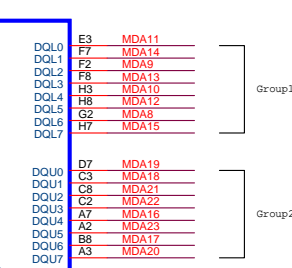 DQL0 E3 MDA11
DQL1 F7 MDA14
DQL2 F2 MDA9
DQL3 F8 MDA13
DQL4 H3 MDA10
DQL5 H8 MDA12
DQL6 G2 MDA8
DQL7 H7 MDA15
Group1
DQU0 D7 MDA19
DQU1 C3 MDA18
DQU2 C8 MDA21
DQU3 C2 MDA22
DQU4 A7 MDA16
DQU5 A2 MDA23
DQU6 B8 MDA17
DQU7 A3 MDA20
Group2